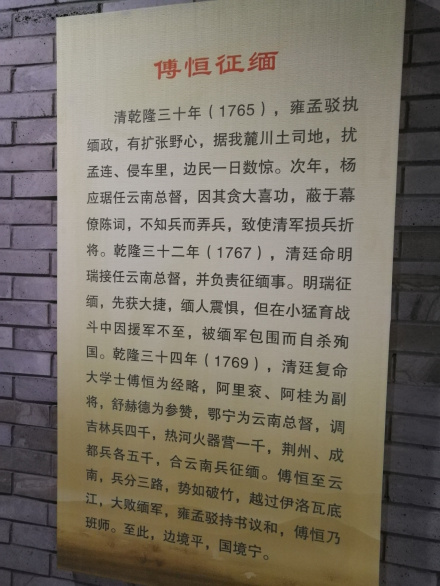 傅恒征缅
清乾隆三十年（1765），雍孟驳执
缅政，有扩张野心，据我麓川土司地，扰
孟连、侵车里，边民一日数惊。次年，杨
应琚任云南总督，因其贪大喜功，蔽于幕
僚陈词，不知兵而弄兵，致使清军损兵折
将。乾隆三十二年（1767），清廷命明
瑞接任云南总督，并负责征缅事。明瑞征
缅，先获大捷，缅人震惧，但在小猛育战
斗中因援军不至，被缅军包围而自杀殉
国。乾隆三十四年（1769），清廷复命
大学士傅恒为经略，阿里衮、阿桂为副
将，舒赫德为参赞，鄂宁为云南总督，调
吉林兵四千，热河火器营一千，荆州、成
都兵各五千，合云南兵征缅。傅恒至云
南，兵分三路，势如破竹，越过伊洛瓦底
江，大败缅军，雍孟驳持书议和，傅恒乃
班师。至此，边境平，国境宁。